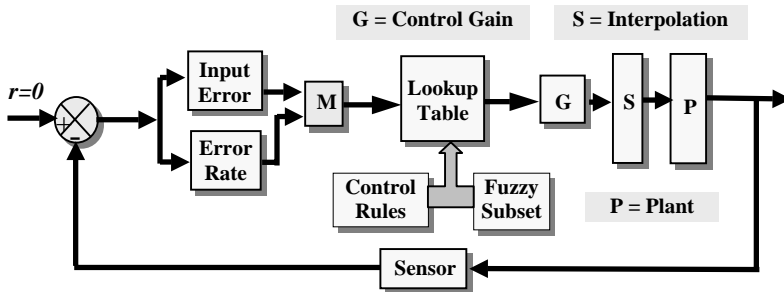 G = Control Gain
S = Interpolation
r=0
+
-
Input
Error
Error
Rate
M
Lookup
Table
G
S
P
Control
Rules
Fuzzy
Subset
P = Plant
Sensor